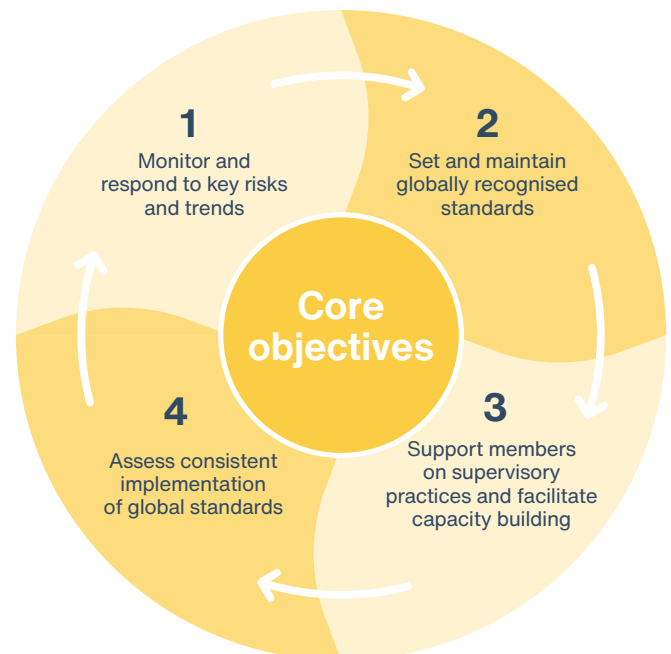 1
Monitor and
respond to key risks
and trends
2
Set and maintain
globally recognised
standards
Core
objectives
3
Support members
on supervisory
practices and facilitate
capacity building
4
Assess consistent
implementation
of global standards